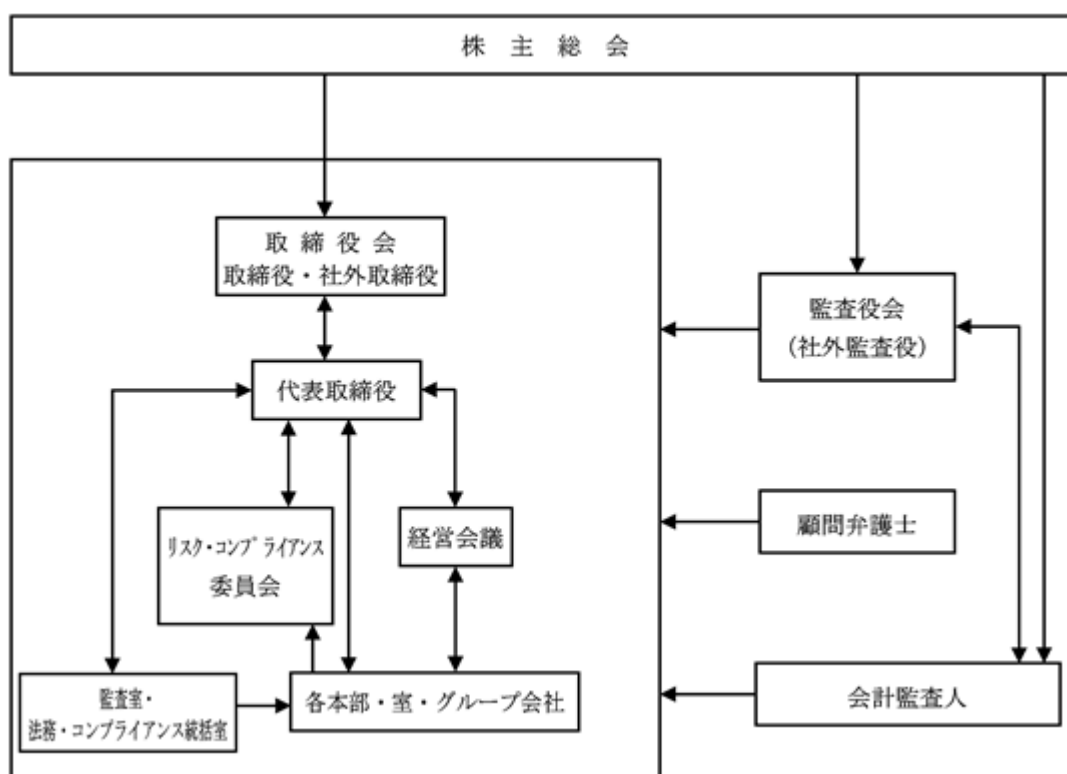 株主総会
取締役会
取締役・社外取締役
監査役会
(社外監査役)
代表取締役
リスク・コンプライアンス
委員会
経営会議
顧問弁護士
監査室・
法務・コンプライアンス統括室
各本部・室・グループ会社
会計監査人